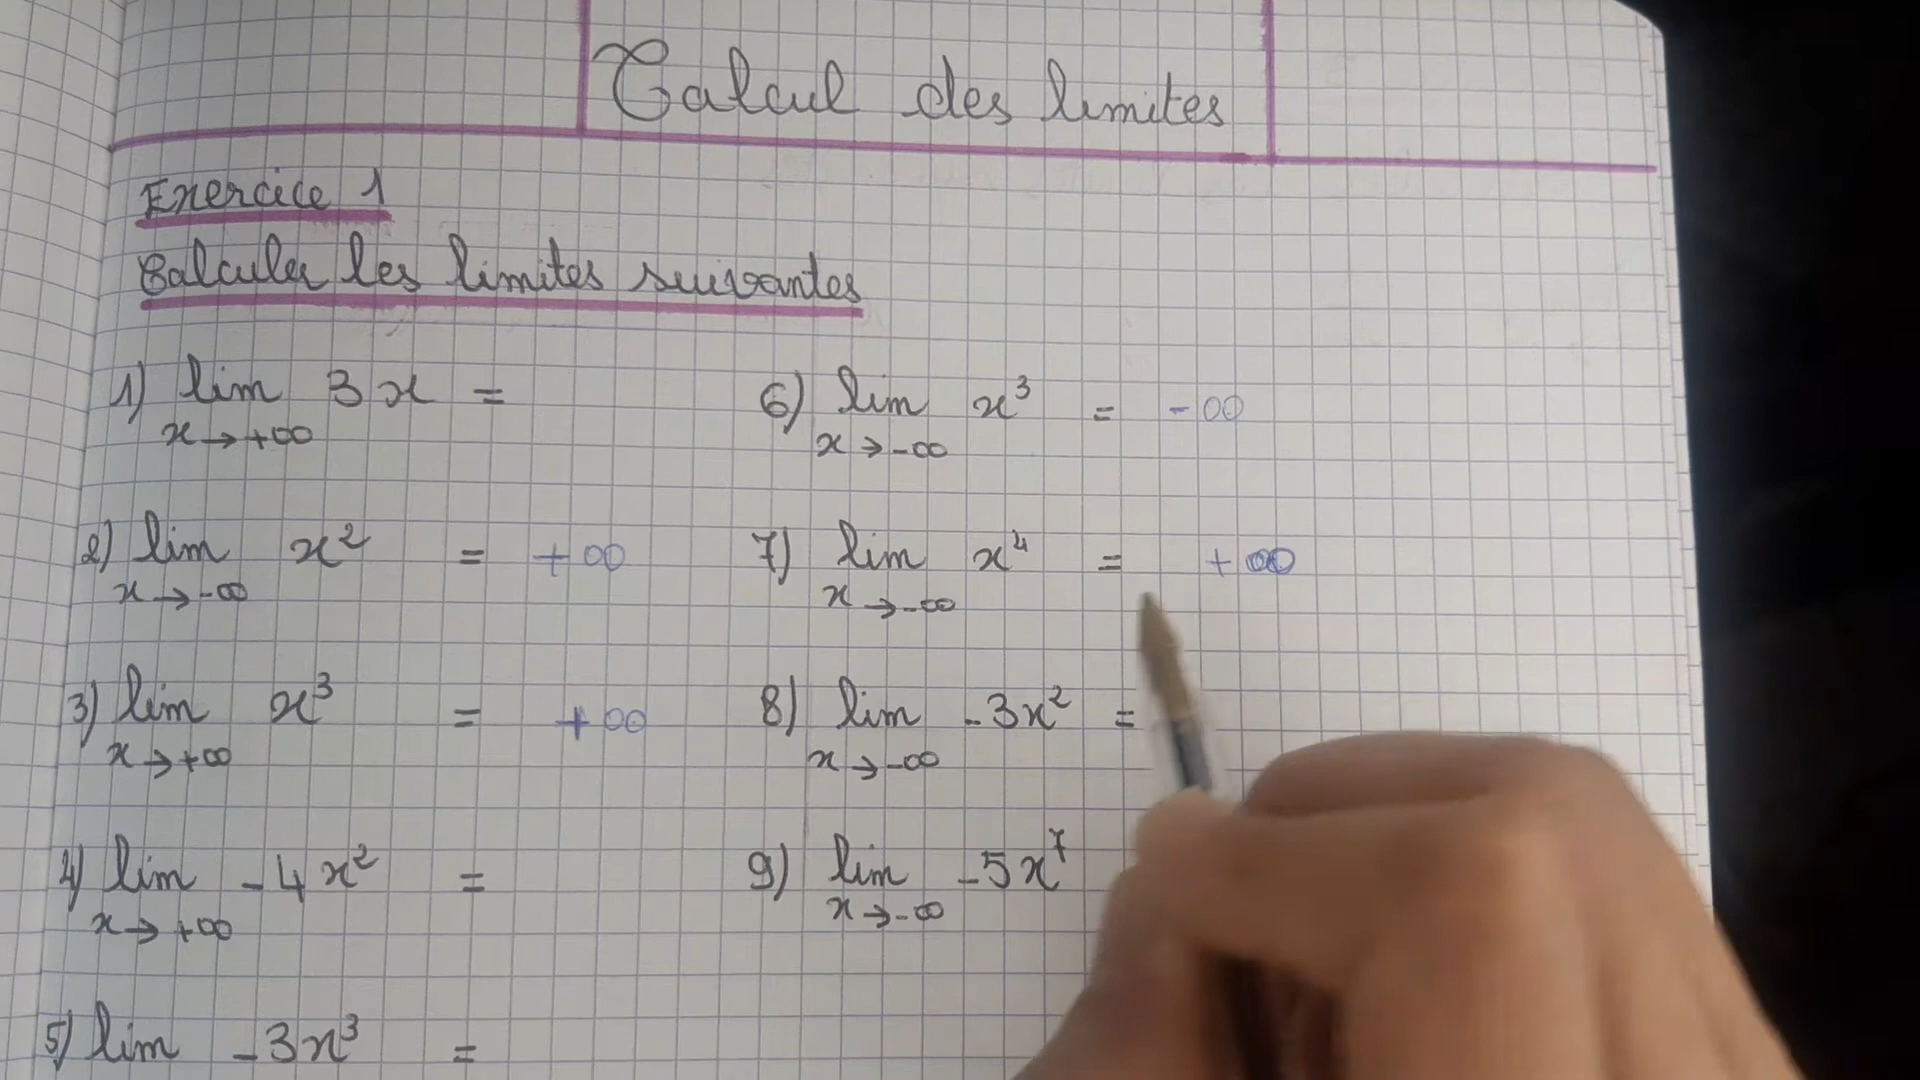 Calcul des limites
Exercice 1
Calculer les limites suivantes
1) lim 3x =
x → +∞
2) lim x² = +∞
x → -∞
3) lim x³ = +∞
x → +∞
4) lim -4x² =
x → +∞
5) lim -3x³ =
6) lim x³ = -∞
x → -∞
7) lim x⁴ = +∞
x → -∞
8) lim -3x² =
x → -∞
9) lim -5x⁷
x → -∞